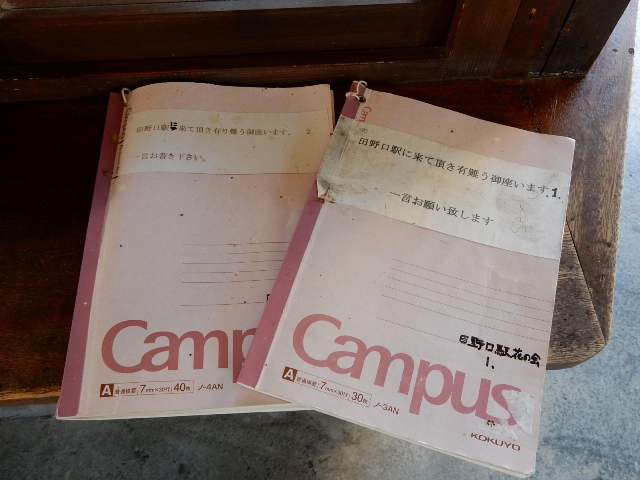 田野口駅に来て頂き有り難う御座います。 2.
一言お書き下さい。
Campus
A 普通横罫 7mm×30行 40枚 ノ-4AN
田野口駅に来て頂き有難う御座います.1.
一言お願い致します
田野口駅花の会
1.
Campus
A 普通横罫 7mm×30行 30枚 ノ-3AN
KOKUYO